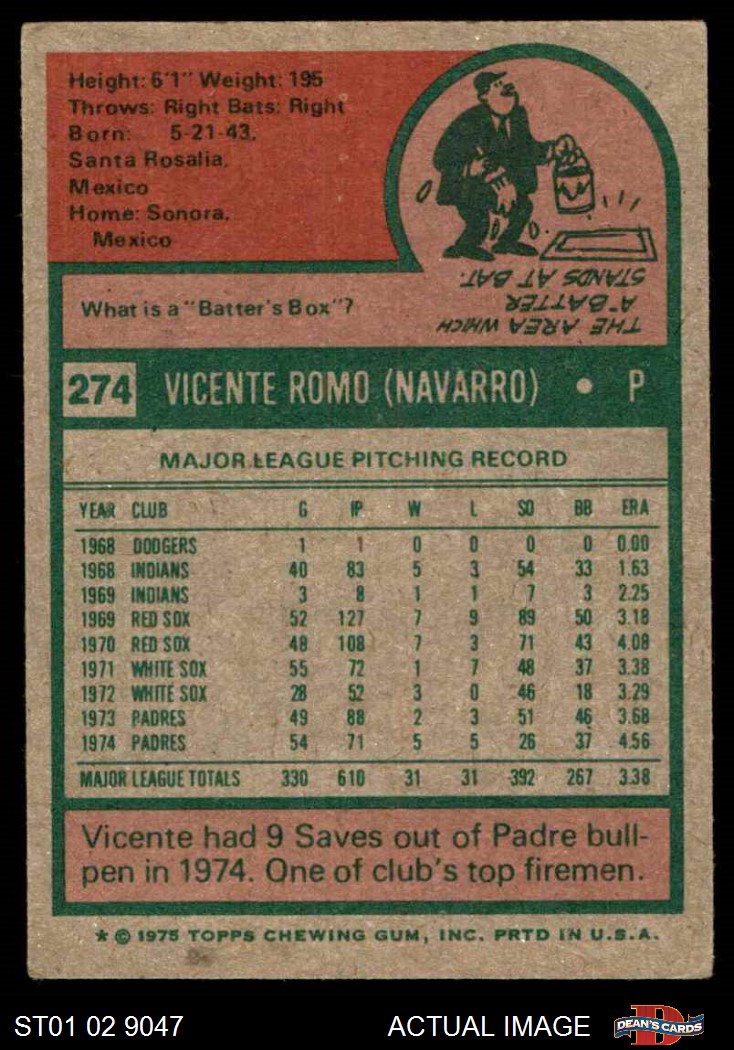 Height: 6'1" Weight: 195
Throws: Right Bats: Right
Born: 5-21-43,
Santa Rosalia,
Mexico
Home: Sonora,
Mexico
What is a "Batter's Box"?
THE AREA WHICH
A BATTER
STANDS AT BAT.
274 VICENTE ROMO (NAVARRO) • P
MAJOR LEAGUE PITCHING RECORD
YEAR CLUB G IP W L SO BB ERA
1968 DODGERS 1 1 0 0 0 0 0.00
1968 INDIANS 40 83 5 3 54 33 1.63
1969 INDIANS 3 8 1 1 7 3 2.25
1969 RED SOX 52 127 7 9 89 50 3.18
1970 RED SOX 48 108 7 3 71 43 4.08
1971 WHITE SOX 55 72 1 7 48 37 3.38
1972 WHITE SOX 28 52 3 0 46 18 3.29
1973 PADRES 49 88 2 3 51 46 3.68
1974 PADRES 54 71 5 5 26 37 4.56
MAJOR LEAGUE TOTALS 330 610 31 31 392 267 3.38
Vicente had 9 Saves out of Padre bull-
pen in 1974. One of club's top firemen.
* © 1975 TOPPS CHEWING GUM, INC. PRTD IN U.S.A.
ST01 02 9047 ACTUAL IMAGE DEAN'S CARDS